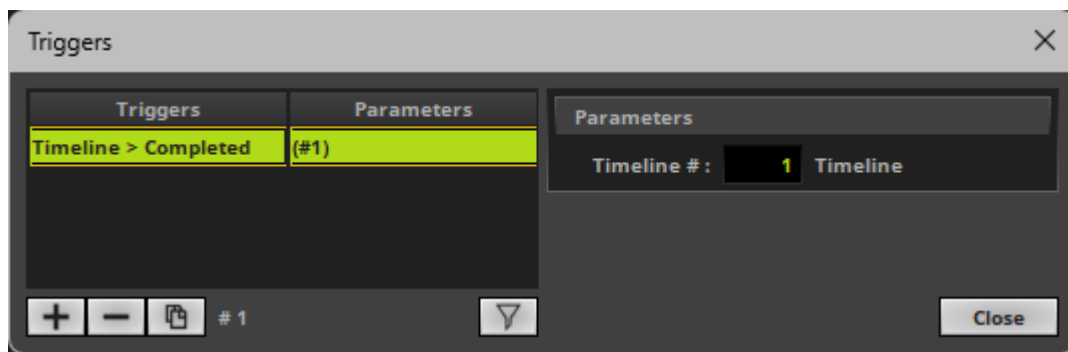 Triggers
Triggers Parameters
Timeline > Completed (#1)
# 1
Parameters
Timeline # : 1 Timeline
Close